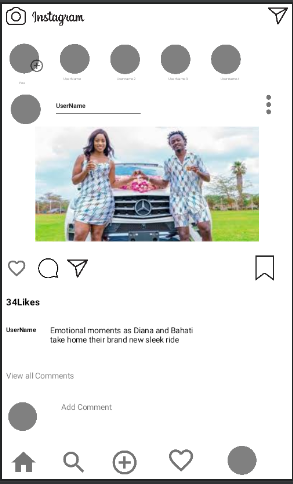 Instagram
UserName
34Likes
UserName
Emotional moments as Diana and Bahati
take home their brand new sleek ride
View all Comments
Add Comment